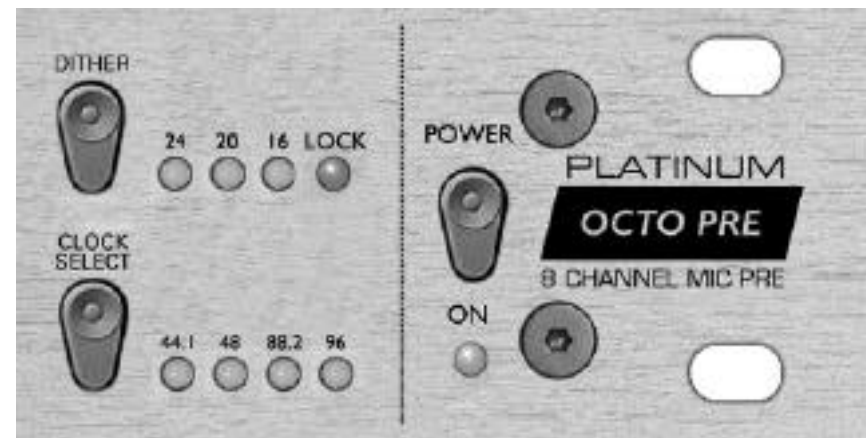 DITHER
24 20 16 LOCK
CLOCK
SELECT
44.1 48 88.2 96
POWER
ON
PLATINUM
OCTO PRE
8 CHANNEL MIC PRE